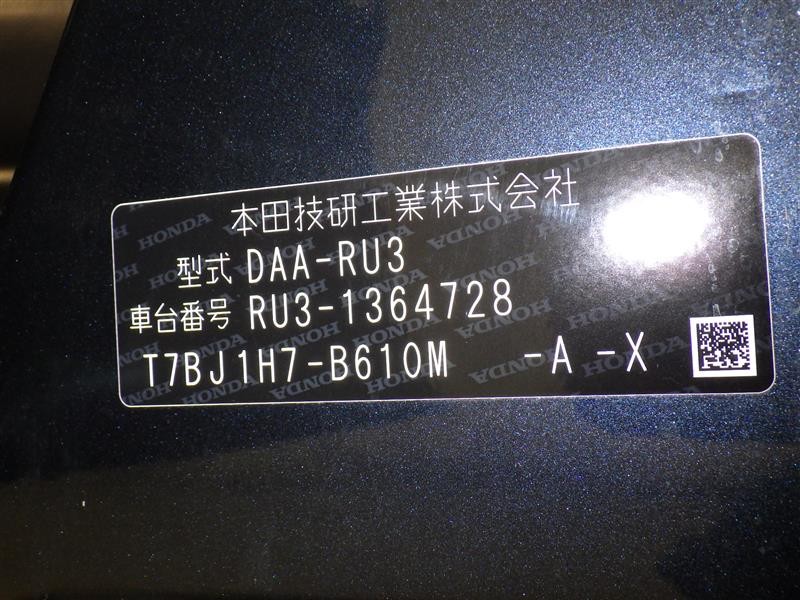 本田技研工業株式会社
型式 DAA-RU3
車台番号 RU3-1364728
T7BJ1H7-B610M -A -X